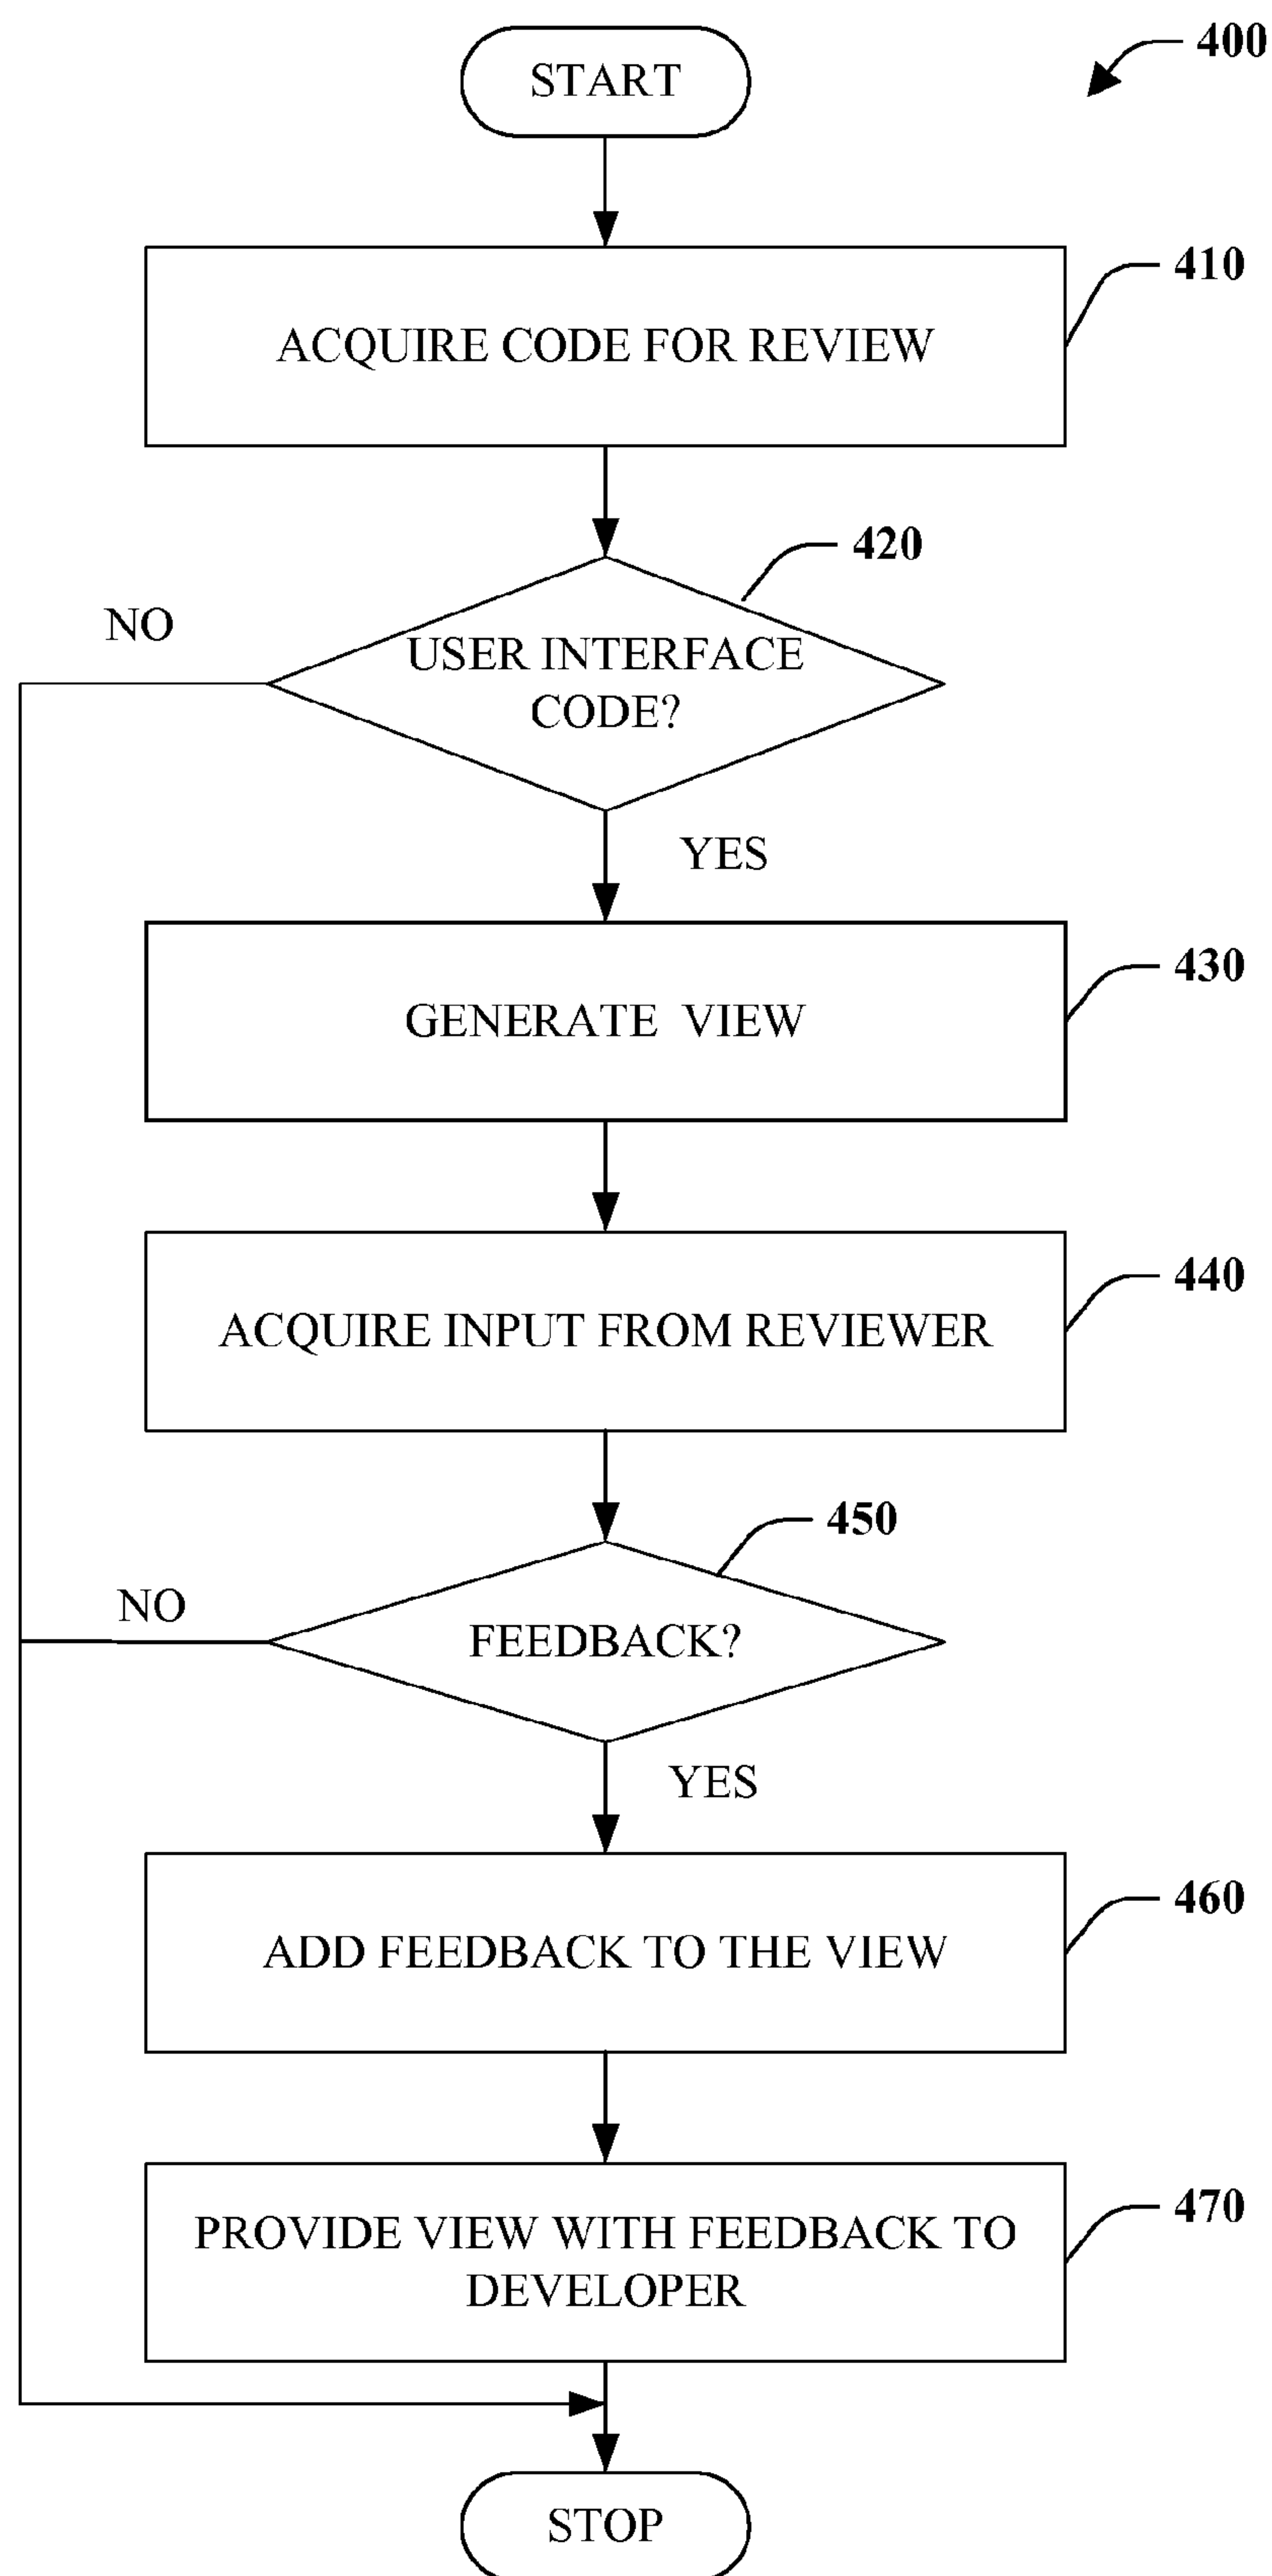 START
400
ACQUIRE CODE FOR REVIEW
410
420
NO
USER INTERFACE
CODE?
YES
GENERATE VIEW
430
ACQUIRE INPUT FROM REVIEWER
440
450
NO
FEEDBACK?
YES
ADD FEEDBACK TO THE VIEW
460
PROVIDE VIEW WITH FEEDBACK TO
DEVELOPER
470
STOP